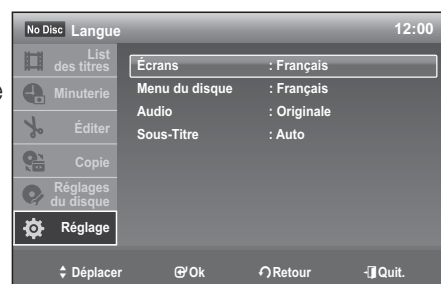 No Disc Langue 12:00
List
des titres
Minuterie
Éditer
Copie
Réglages
du disque
Réglage
Écrans : Français
Menu du disque : Français
Audio : Originale
Sous-Titre : Auto
Déplacer Ok Retour Quit.
e